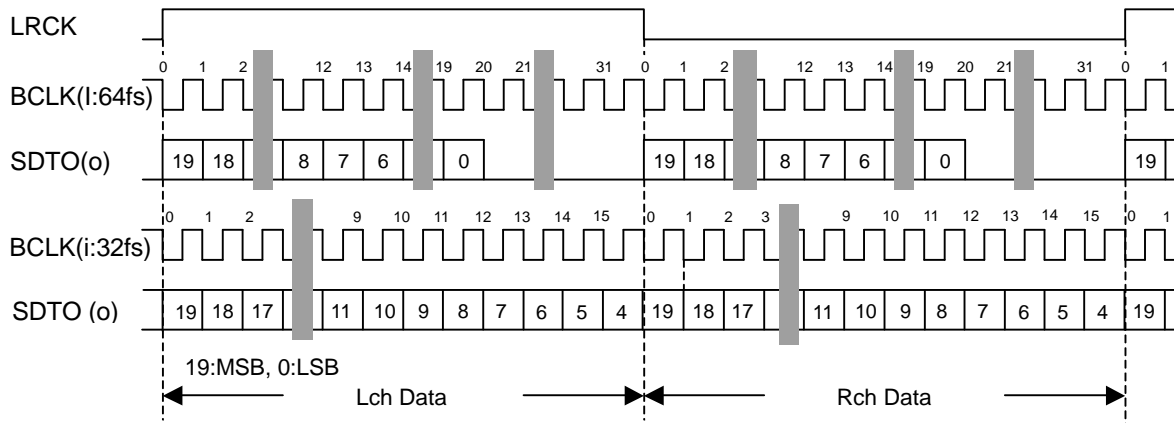 LRCK
0 1 2 12 13 14 19 20 21 31 0 1 2 12 13 14 19 20 21 31 0 1
BCLK(I:64fs)
SDTO(o) 19 18 8 7 6 0 19 18 8 7 6 0 19
0 1 2 9 10 11 12 13 14 15 0 1 2 3 9 10 11 12 13 14 15 0 1
BCLK(i:32fs)
SDTO (o) 19 18 17 11 10 9 8 7 6 5 4 19 18 17 11 10 9 8 7 6 5 4 19
19:MSB, 0:LSB
Lch Data Rch Data